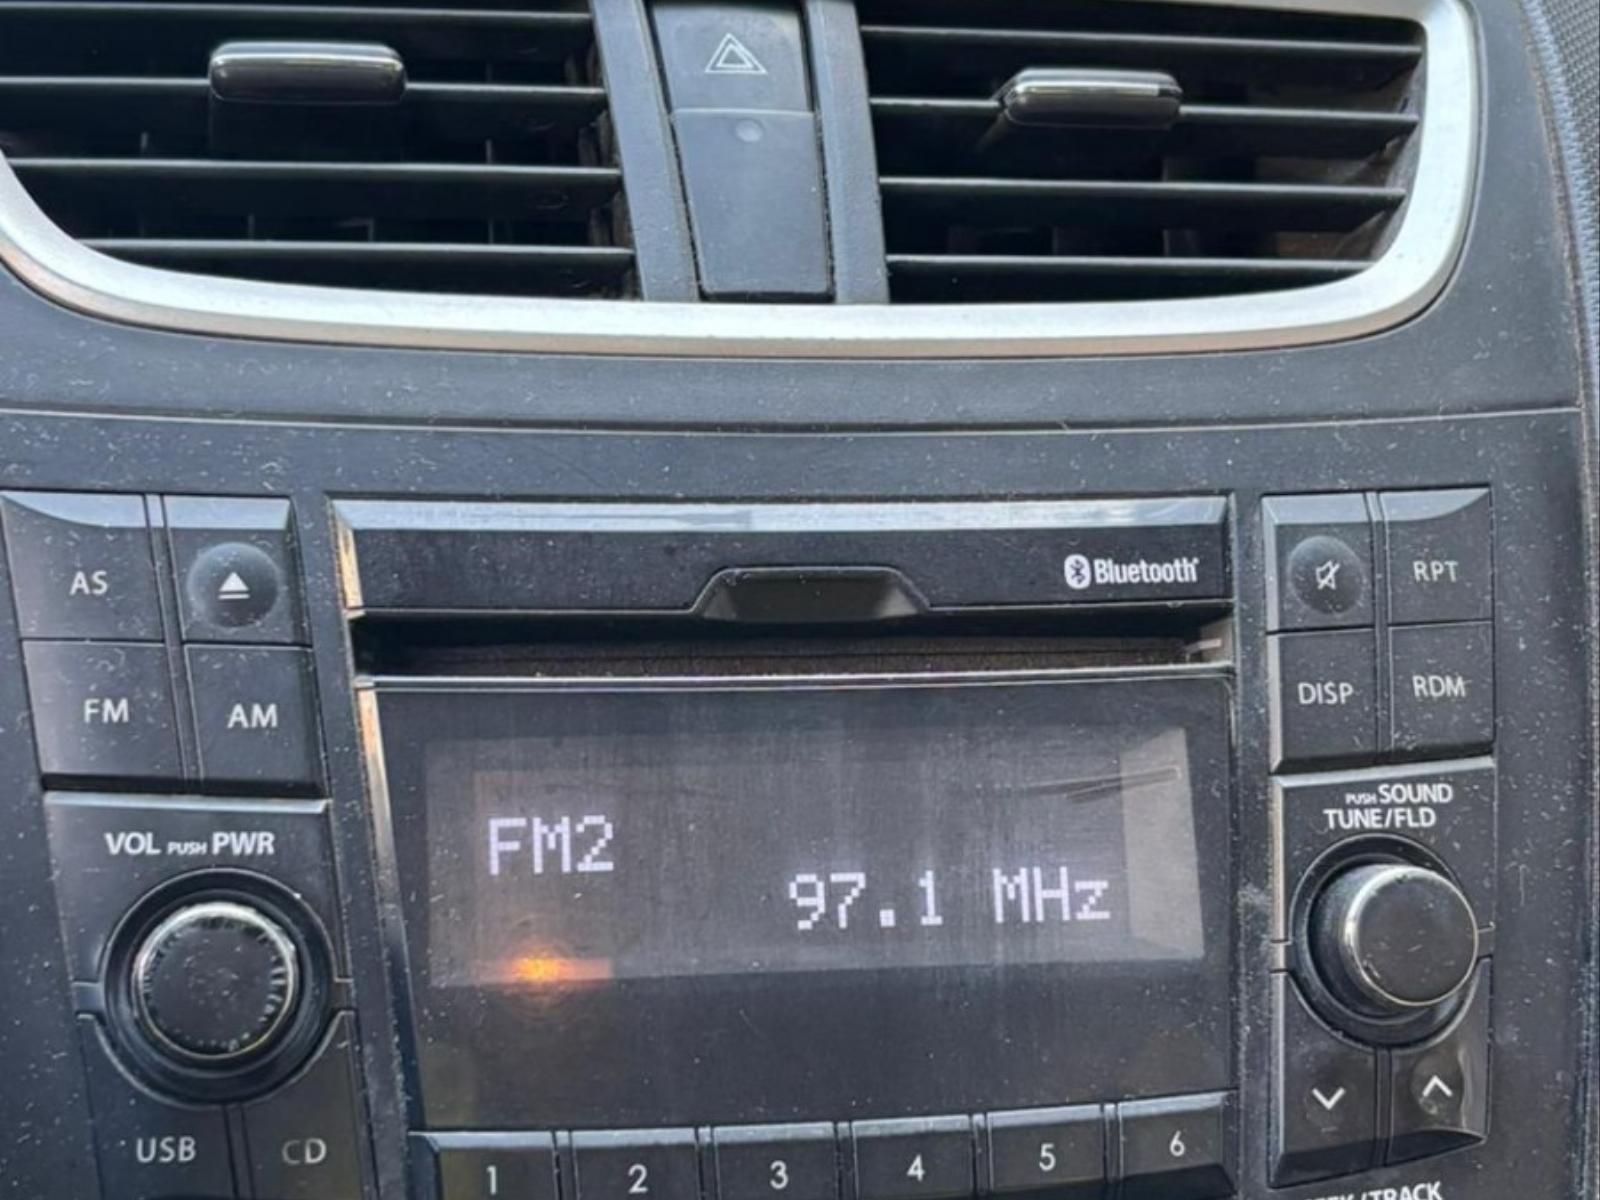 Bluetooth
AS
RPT
FM
AM
DISP
RDM
VOL PUSH PWR
PUSH SOUND
TUNE/FLD
FM2
97.1 MHz
USB
CD
1
2
3
4
5
6
/TRACK